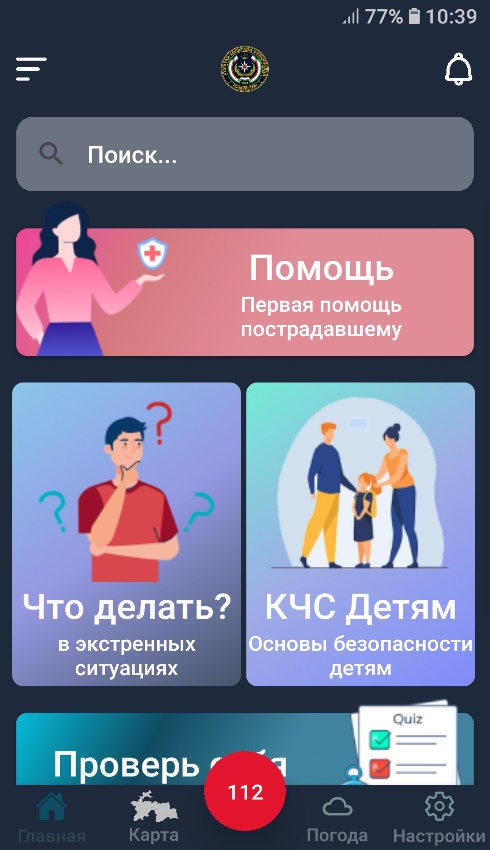 77% 10:39
Поиск...
Помощь
Первая помощь
пострадавшему
Что делать?
в экстренных
ситуациях
КЧС Детям
Основы безопасности
детям
Quiz
Проверь
112
Главная
Карта
Погода
Настройки